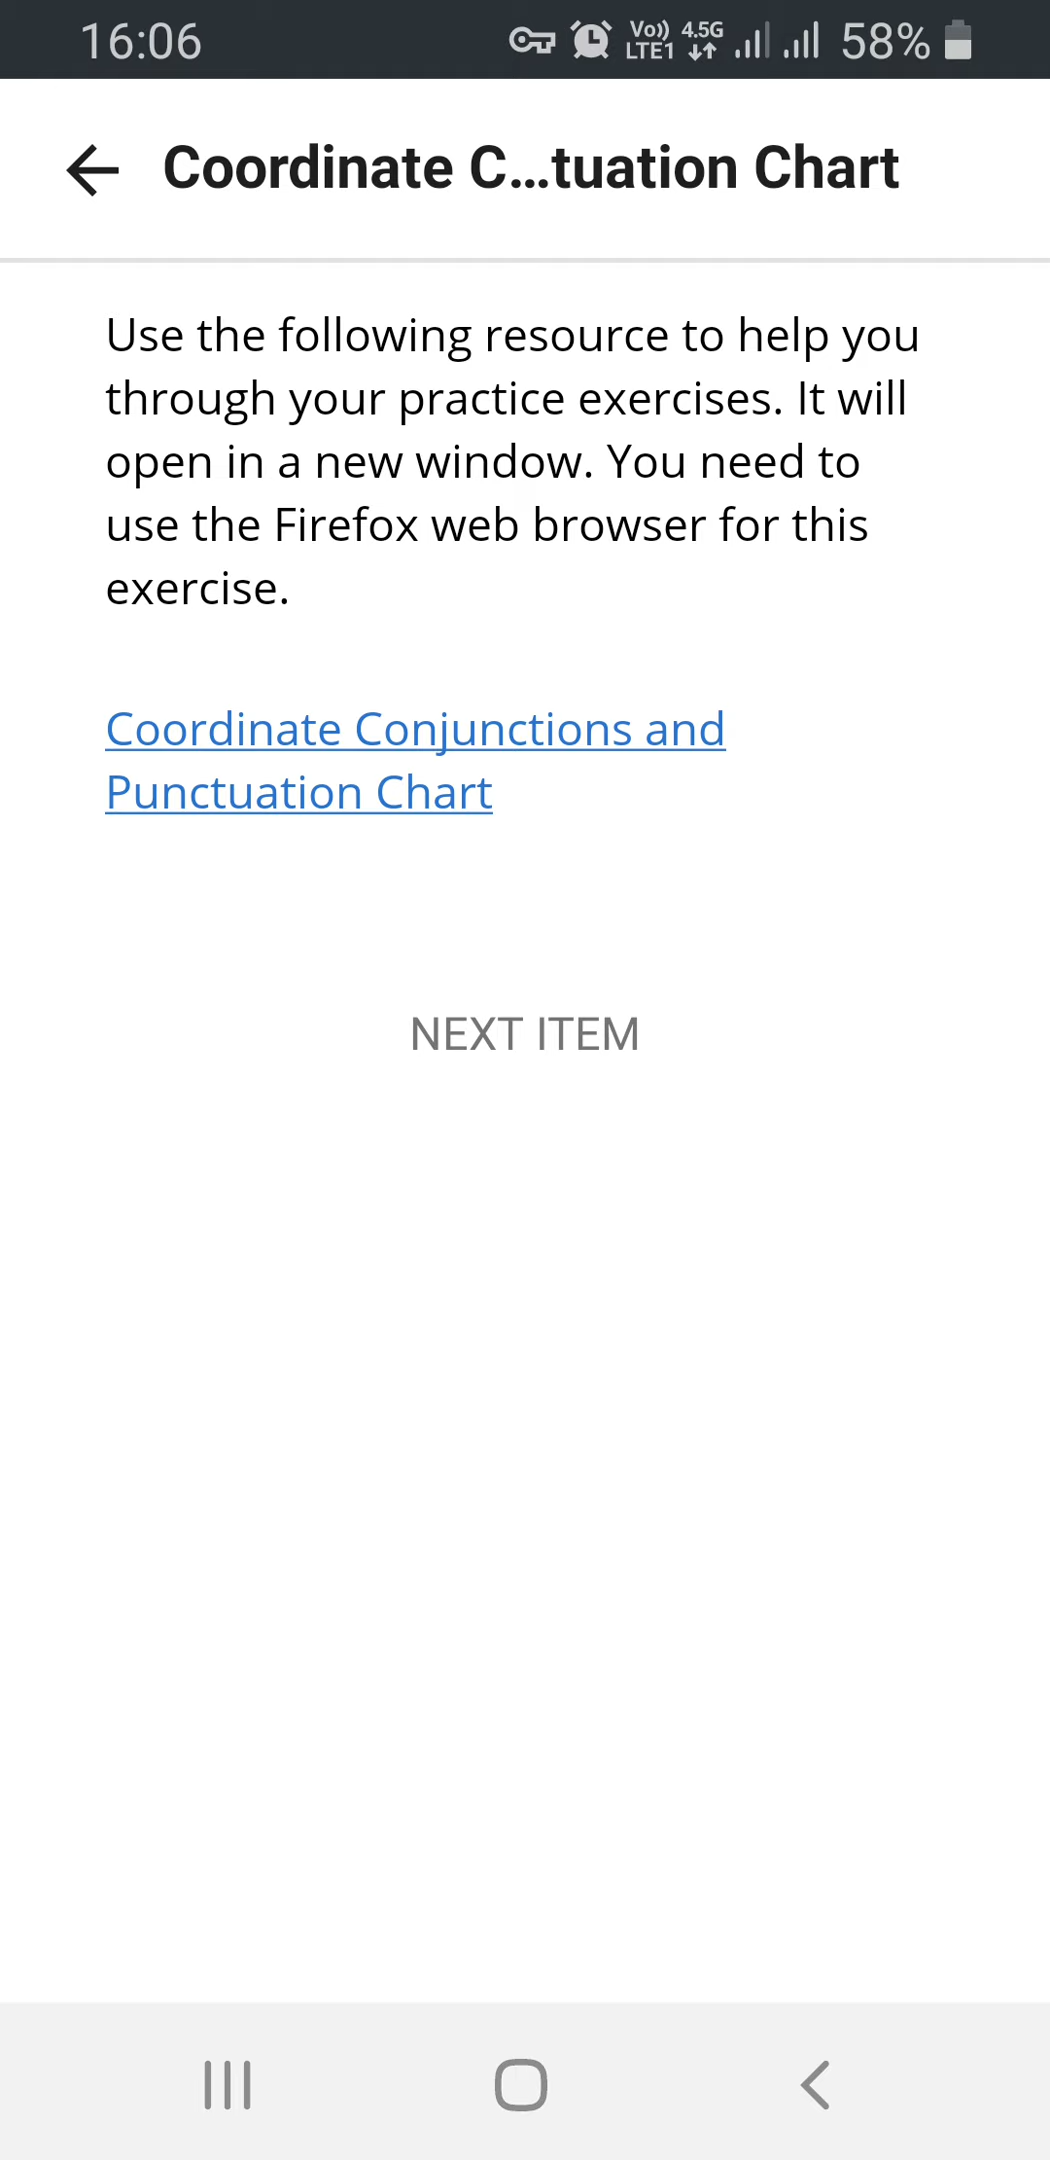 16:06 Vo)) LTE1 4.5G 58%
Coordinate C...tuation Chart
Use the following resource to help you
through your practice exercises. It will
open in a new window. You need to
use the Firefox web browser for this
exercise.
Coordinate Conjunctions and
Punctuation Chart
NEXT ITEM